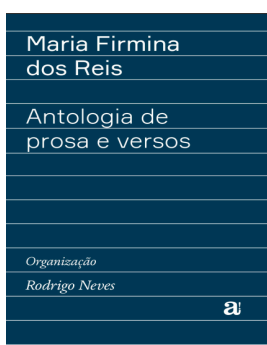 Maria Firmina
dos Reis
Antologia de
prosa e versos
Organização
Rodrigo Neves
a